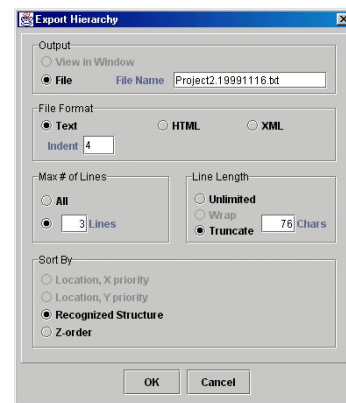 Export Hierarchy
Output
View in Window
File File Name Project2.19991116.txt
File Format
Text HTML XML
Indent 4
Max # of Lines
All
3 Lines
Line Length
Unlimited
Wrap
Truncate 76 Chars
Sort By
Location, X priority
Location, Y priority
Recognized Structure
Z-order
OK Cancel